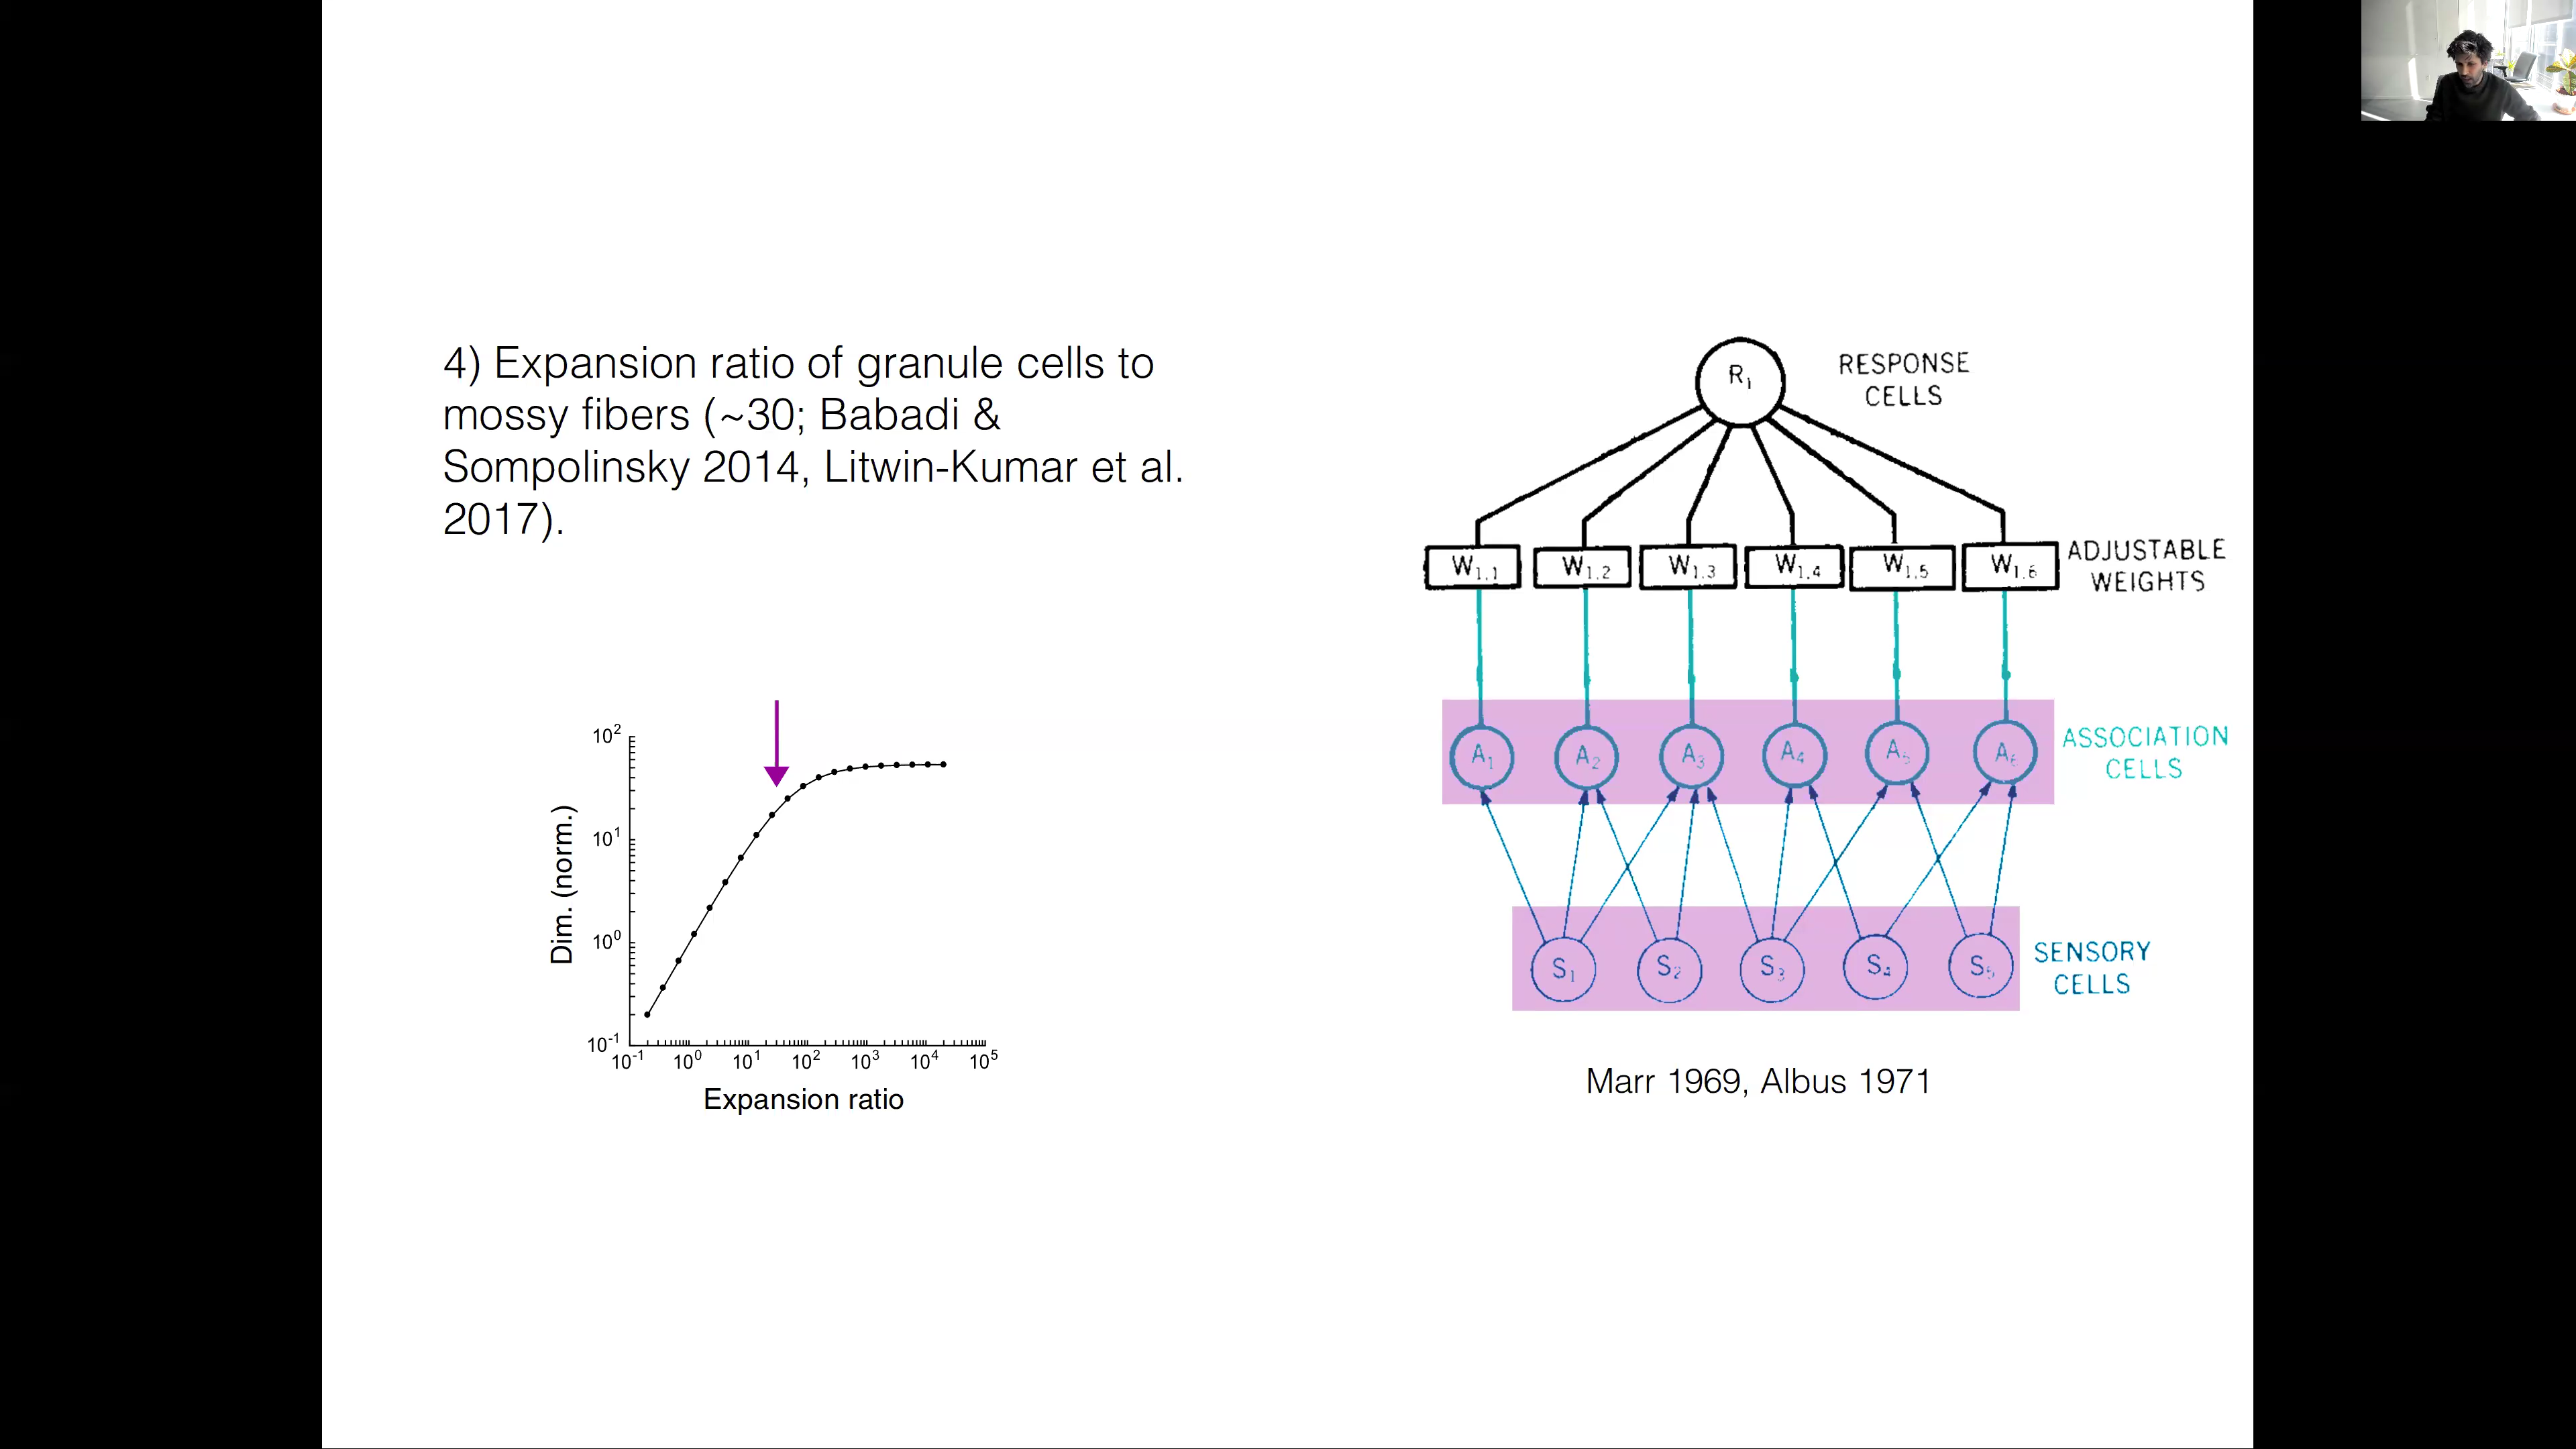 4) Expansion ratio of granule cells to
mossy fibers (~30; Babadi &
Sompolinsky 2014, Litwin-Kumar et al.
2017).
Dim. (norm.)
10²
10¹
10⁰
10⁻¹
10⁻¹ 10⁰ 10¹ 10² 10³ 10⁴ 10⁵
Expansion ratio
R₁
RESPONSE
CELLS
W₁,₁ W₁,₂ W₁,₃ W₁,₄ W₁,₅ W₁,₆
ADJUSTABLE
WEIGHTS
A₁ A₂ A₃ A₄ A₅ A₆
ASSOCIATION
CELLS
S₁ S₂ S₃ S₄ S₅
SENSORY
CELLS
Marr 1969, Albus 1971